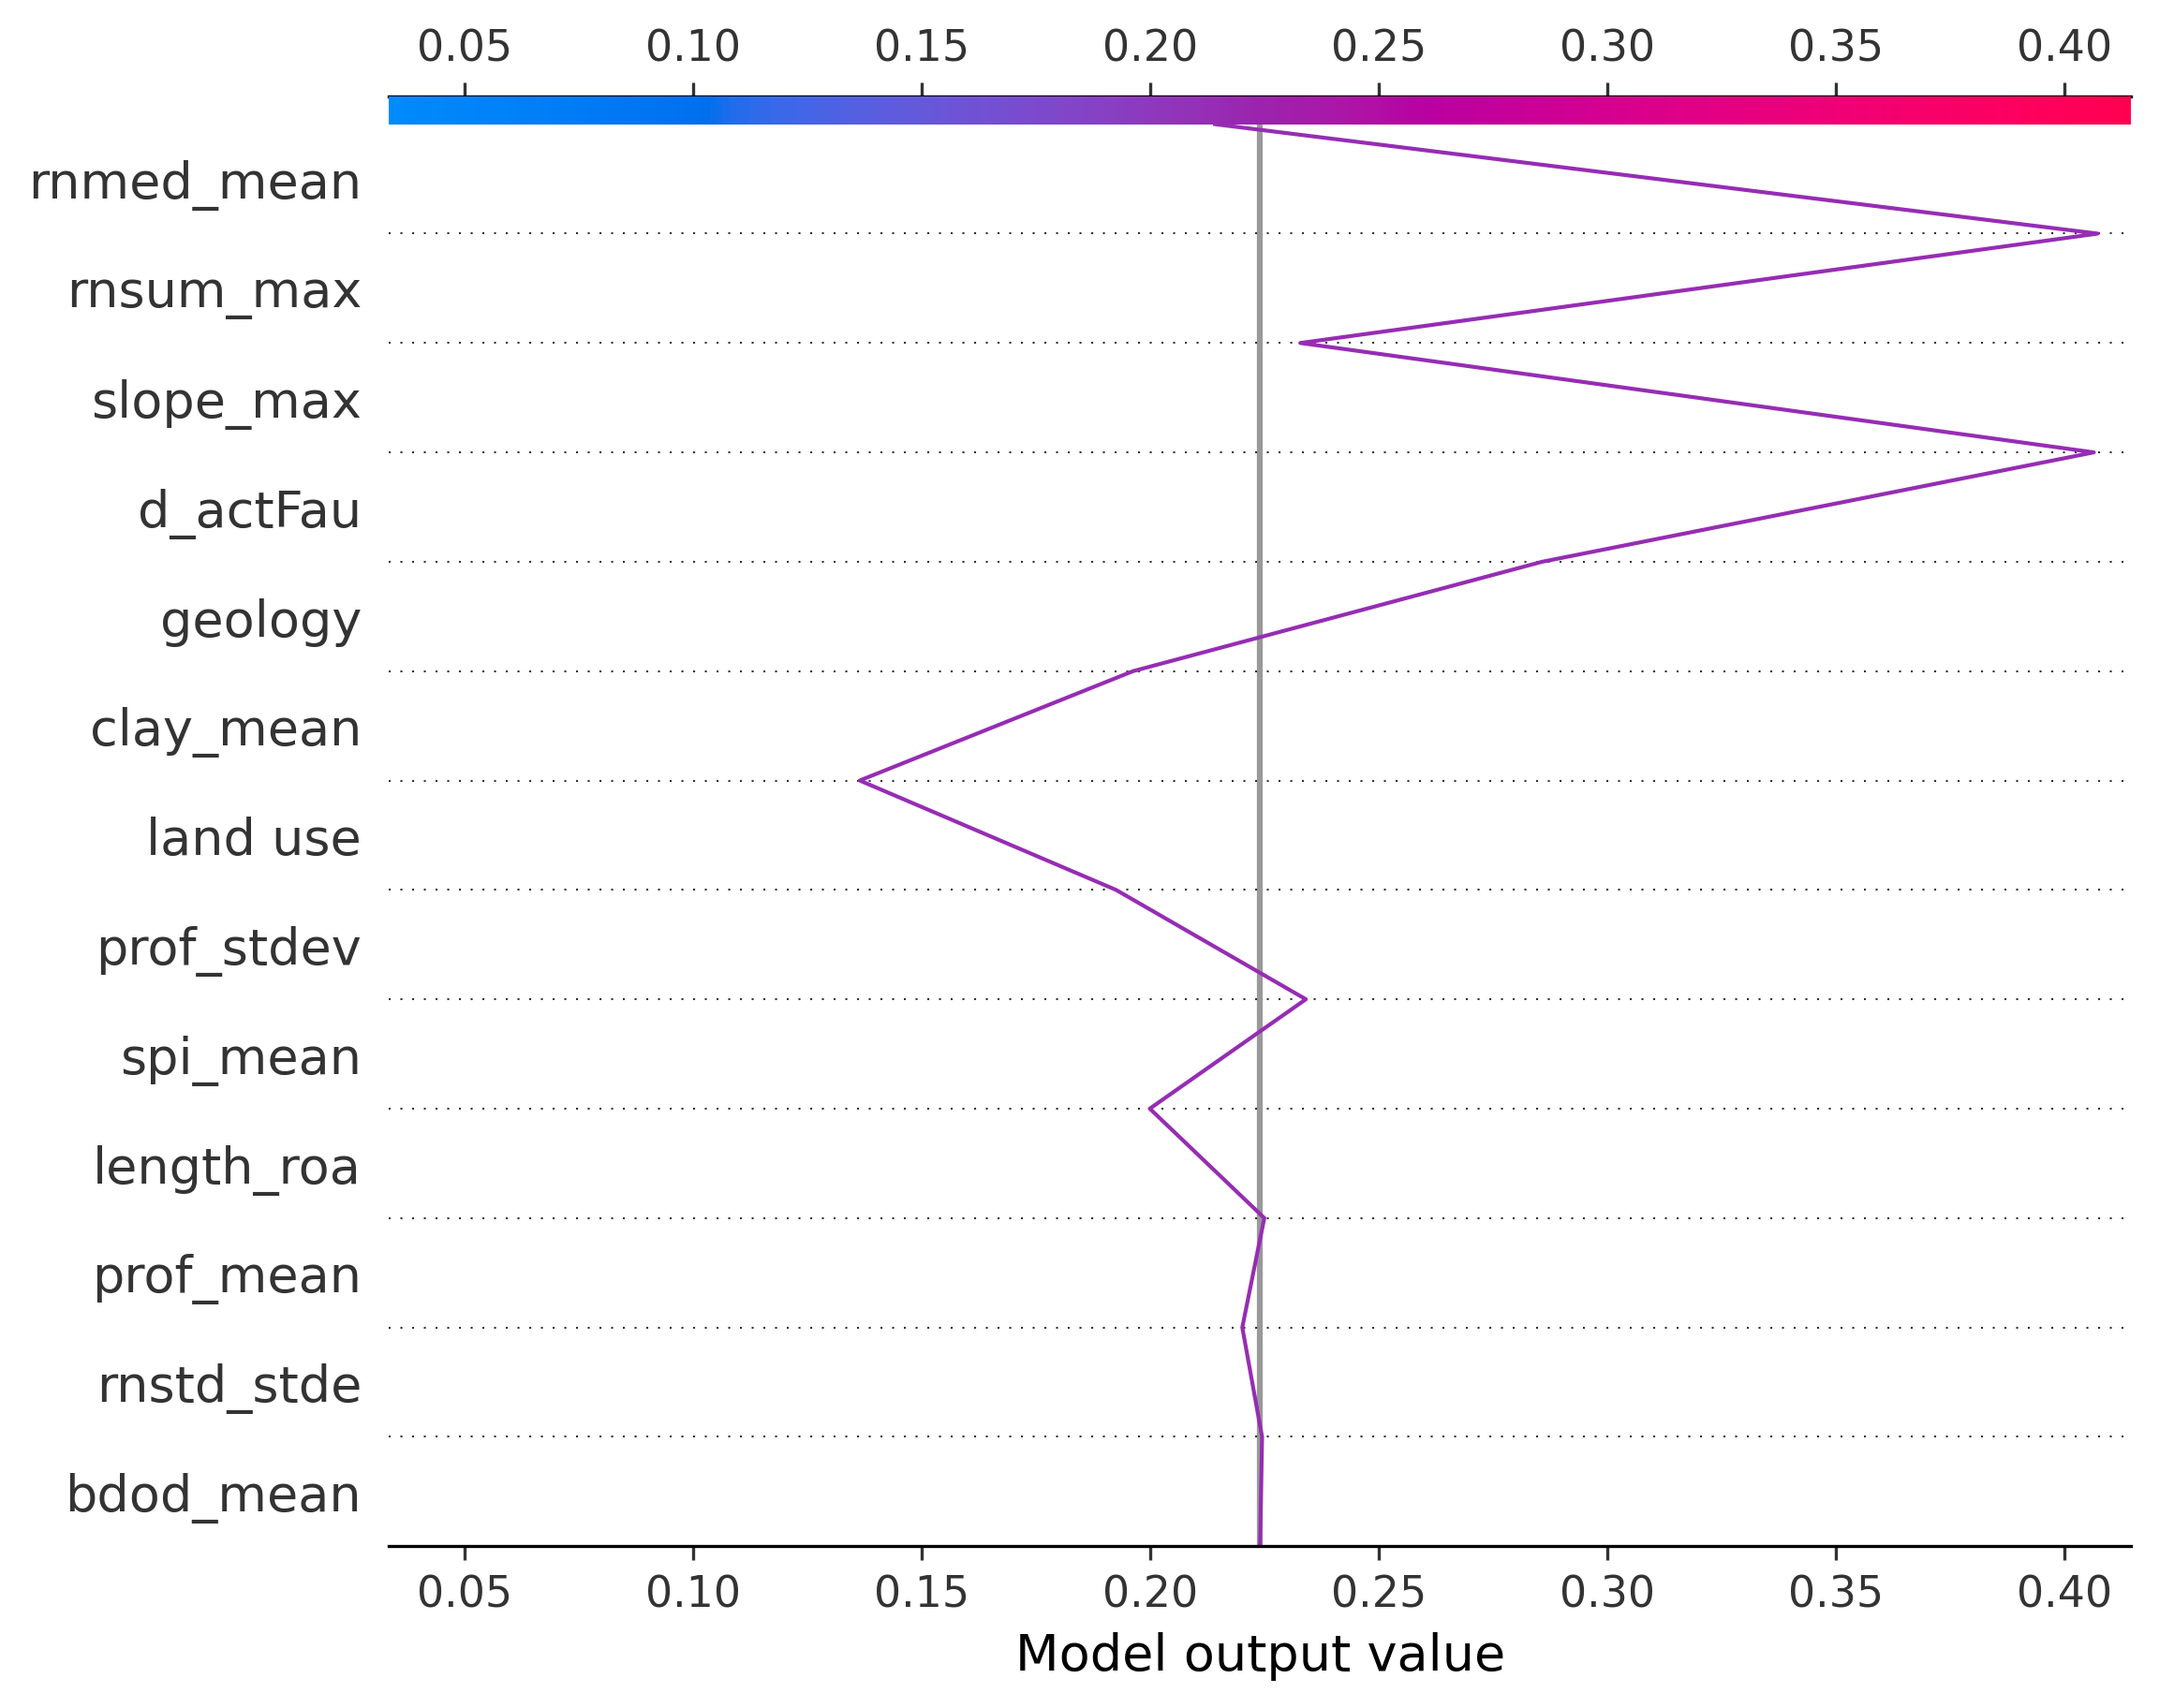 0.05 0.10 0.15 0.20 0.25 0.30 0.35 0.40
rnmed_mean
rnsum_max
slope_max
d_actFau
geology
clay_mean
land use
prof_stdev
spi_mean
length_roa
prof_mean
rnstd_stde
bdod_mean
0.05 0.10 0.15 0.20 0.25 0.30 0.35 0.40
Model output value